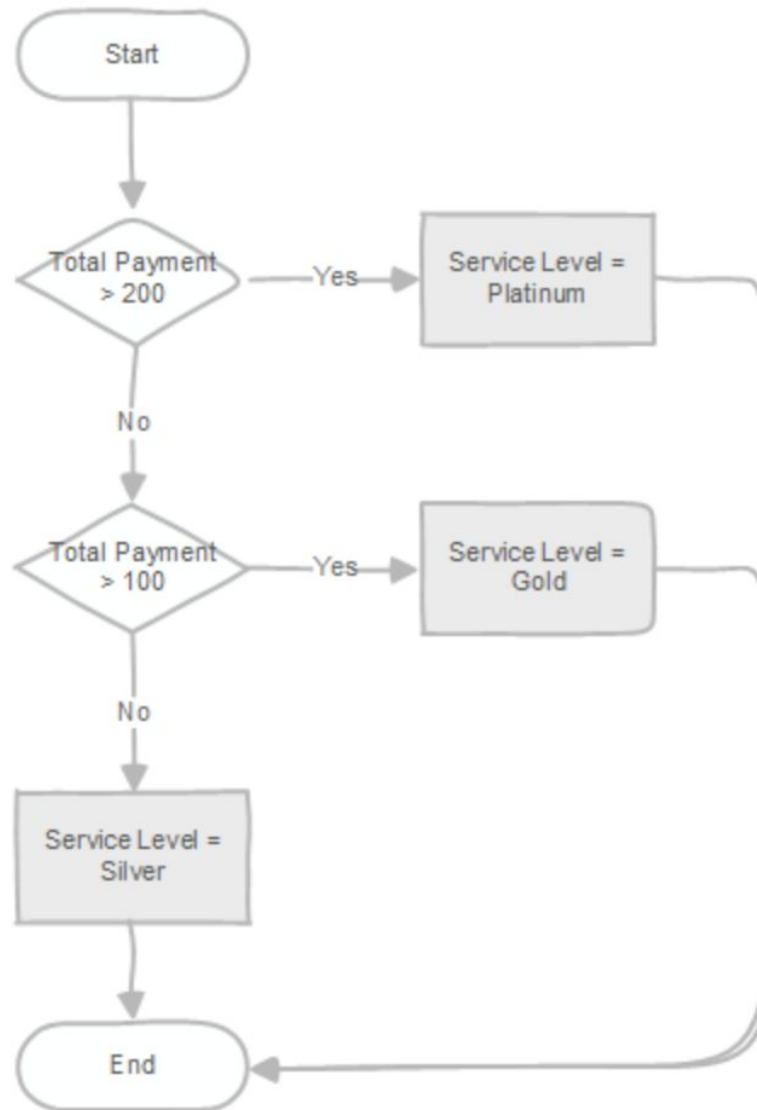 Start
Total Payment
> 200
Yes
Service Level =
Platinum
No
Total Payment
> 100
Yes
Service Level =
Gold
No
Service Level =
Silver
End